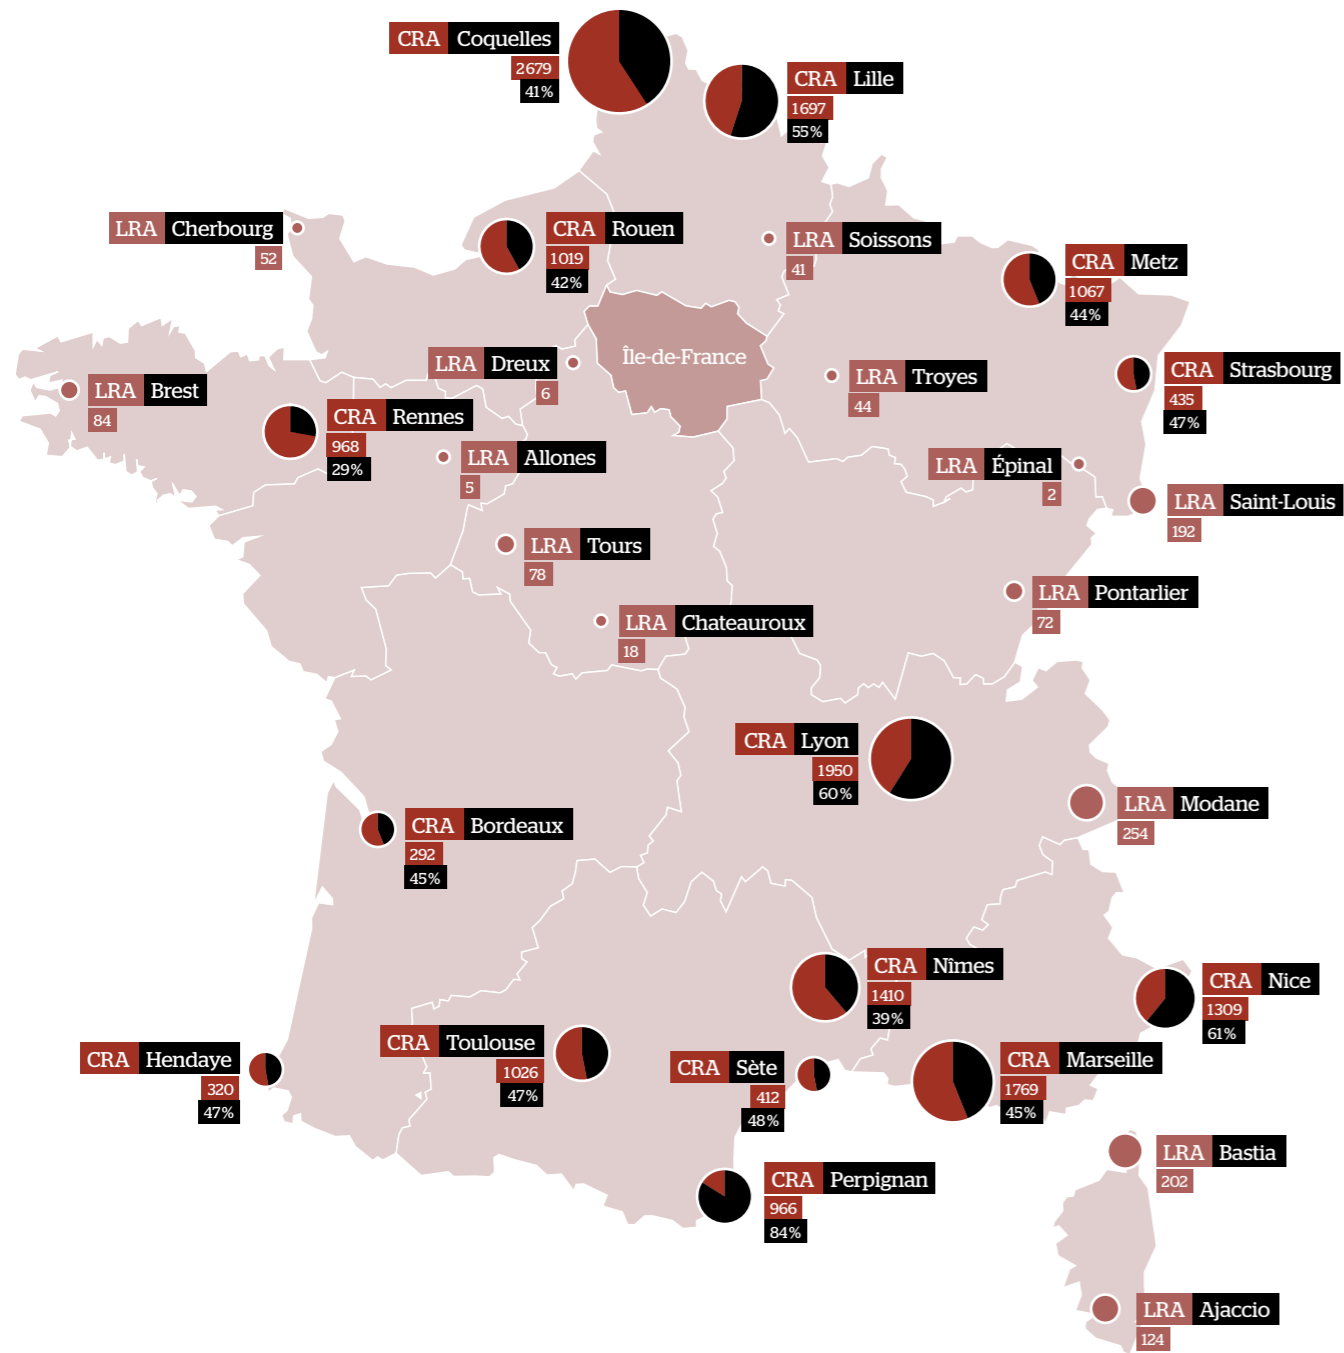 CRA Coquelles
2679
41%
CRA Lille
1697
55%
LRA Cherbourg
52
CRA Rouen
1019
42%
LRA Soissons
41
CRA Metz
1067
44%
Île-de-France
LRA Dreux
6
LRA Troyes
44
CRA Strasbourg
435
47%
LRA Brest
84
CRA Rennes
968
29%
LRA Allones
5
LRA Épinal
2
LRA Saint-Louis
192
LRA Tours
78
LRA Pontarlier
72
LRA Chateauroux
18
CRA Lyon
1950
60%
LRA Modane
254
CRA Bordeaux
292
45%
CRA Nîmes
1410
39%
CRA Nice
1309
61%
CRA Hendaye
320
47%
CRA Toulouse
1026
47%
CRA Sète
412
48%
CRA Marseille
1769
45%
LRA Bastia
202
CRA Perpignan
966
84%
LRA Ajaccio
124